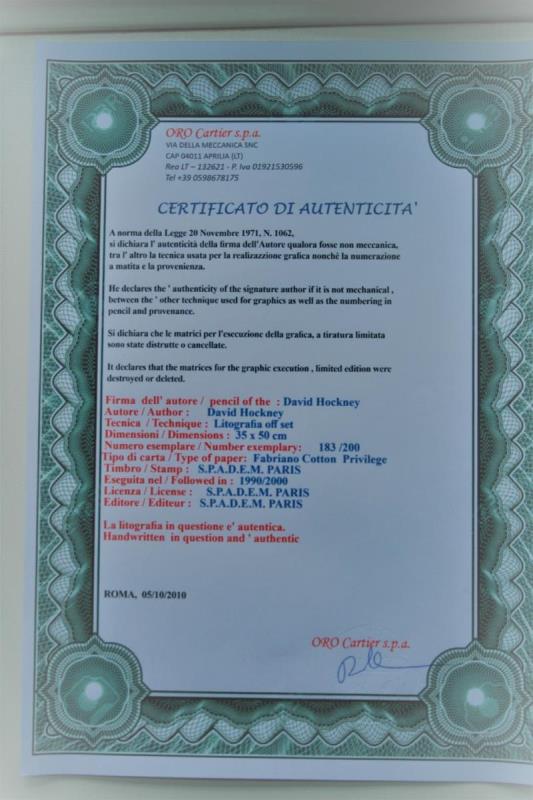 ORO Cartier s.p.a.
VIA DELLA MECCANICA SNC
CAP 04011 APRILIA (LT)
Rea LT – 132621 - P. Iva 01921530596
Tel +39 0598678175
CERTIFICATO DI AUTENTICITA'
A norma della Legge 20 Novembre 1971, N. 1062,
si dichiara l' autenticità della firma dell'Autore qualora fosse non meccanica,
tra l' altro la tecnica usata per la realizazzione grafica nonchè la numerazione
a matita e la provenienza.
He declares the ' authenticity of the signature author if it is not mechanical ,
between the ' other technique used for graphics as well as the numbering in
pencil and provenance.
Si dichiara che le matrici per l'esecuzione della grafica, a tiratura limitata
sono state distrutte o cancellate.
It declares that the matrices for the graphic execution , limited edition were
destroyed or deleted.
Firma dell' autore / pencil of the : David Hockney
Autore / Author : David Hockney
Tecnica / Technique : Litografia off set
Dimensioni / Dimensions : 35 x 50 cm
Numero esemplare / Number exemplary: 183 /200
Tipo di carta / Type of paper: Fabriano Cotton Privilege
Timbro / Stamp : S.P.A.D.E.M. PARIS
Eseguita nel / Followed in : 1990/2000
Licenza / License : S.P.A.D.E.M. PARIS
Editore / Editeur : S.P.A.D.E.M. PARIS
La litografia in questione e' autentica.
Handwritten in question and ' authentic
ROMA, 05/10/2010
ORO Cartier s.p.a.